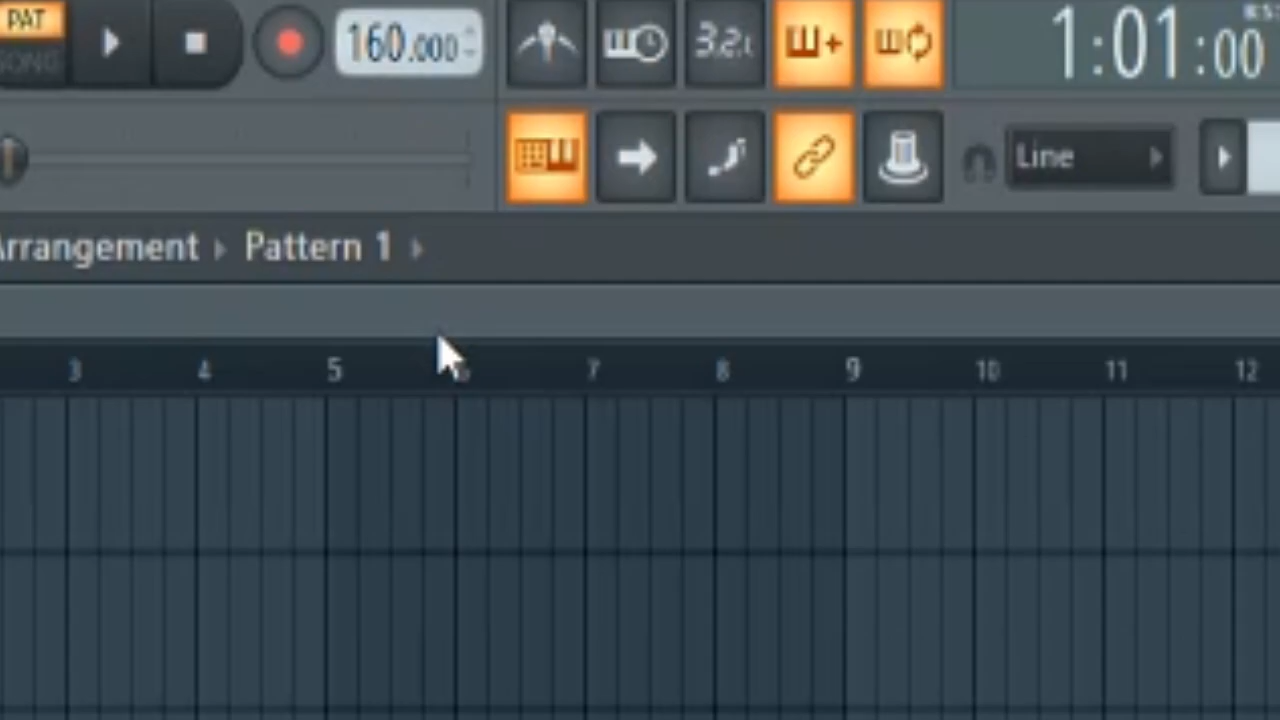 PAT
SONG
160.000
3.2.
1:01:00
Line
Arrangement
Pattern 1
3 4 5 6 7 8 9 10 11 12